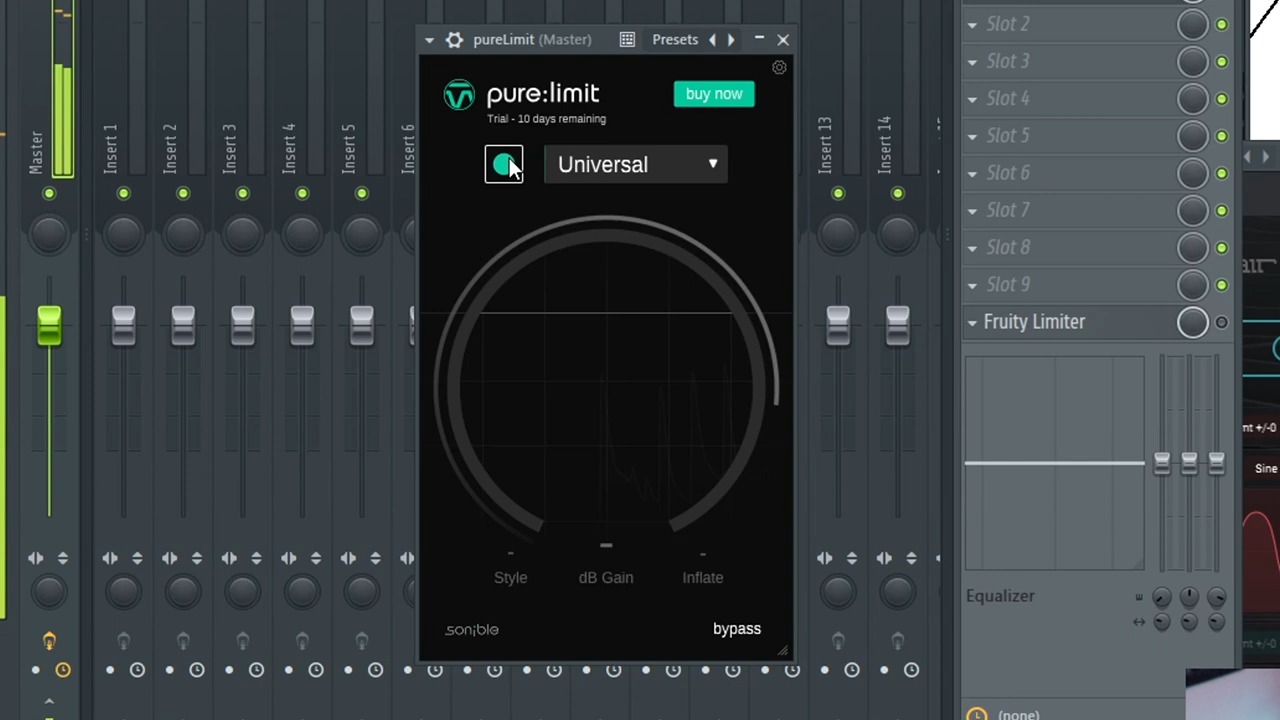 pureLimit (Master)
Presets
pure:limit
buy now
Trial - 10 days remaining
Universal
Style
dB Gain
Inflate
sonible
bypass
Master
Insert 1
Insert 2
Insert 3
Insert 4
Insert 5
Insert 13
Insert 14
Slot 2
Slot 3
Slot 4
Slot 5
Slot 6
Slot 7
Slot 8
Slot 9
Fruity Limiter
Equalizer
(none)
+/-0
Sine
+/-0